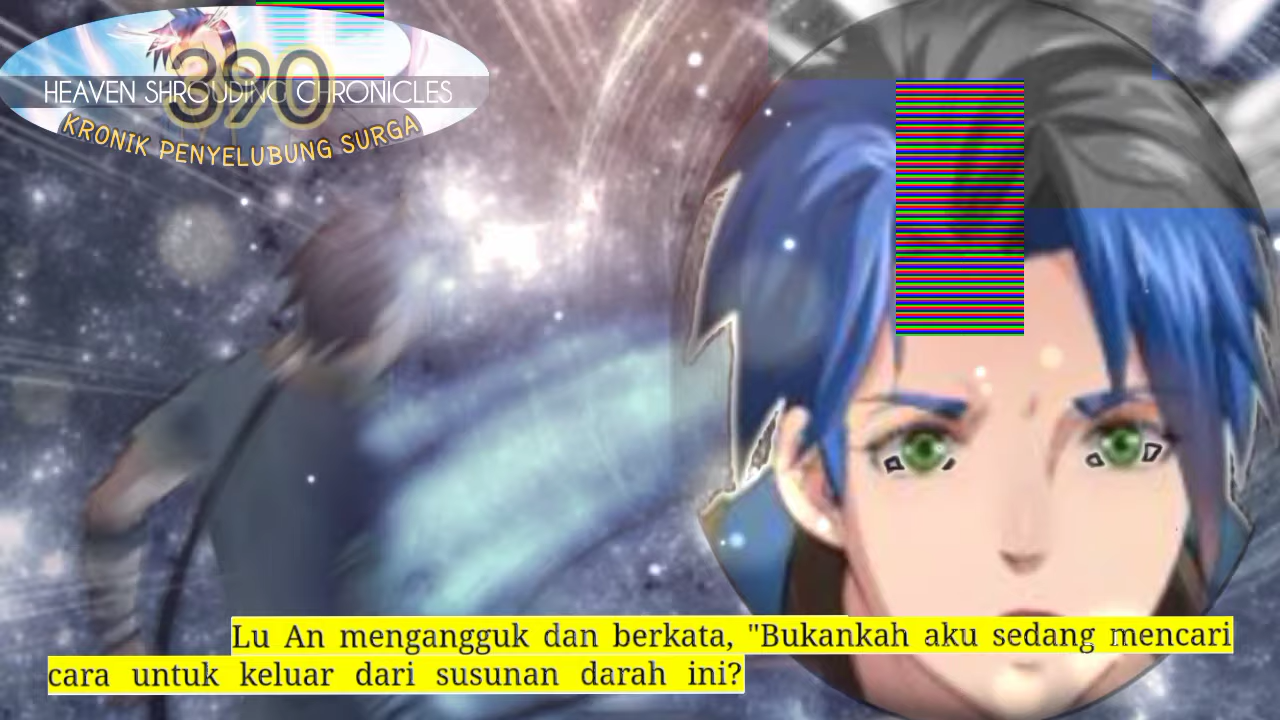 390
HEAVEN SHROUDING CHRONICLES
KRONIK PENYELUBUNG SURGA
Lu An mengangguk dan berkata, "Bukankah aku sedang mencari
cara untuk keluar dari susunan darah ini?